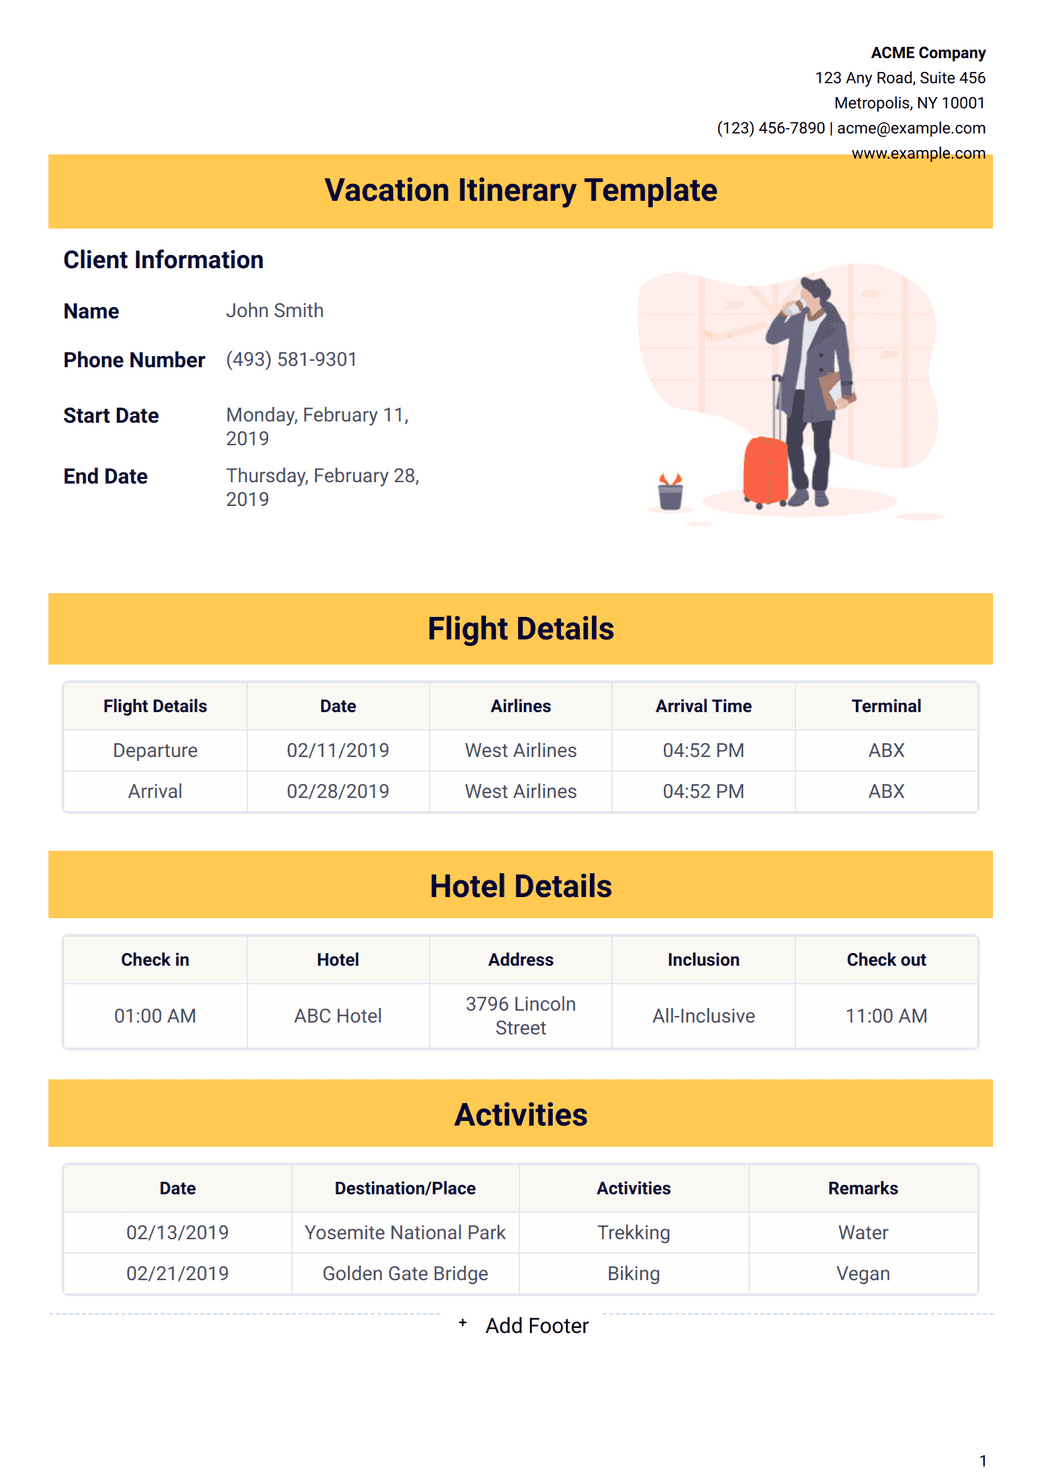 ACME Company
123 Any Road, Suite 456
Metropolis, NY 10001
(123) 456-7890 | acme@example.com
www.example.com
Vacation Itinerary Template
Client Information
Name John Smith
Phone Number (493) 581-9301
Start Date Monday, February 11,
2019
End Date Thursday, February 28,
2019
Flight Details
Flight Details Date Airlines Arrival Time Terminal
Departure 02/11/2019 West Airlines 04:52 PM ABX
Arrival 02/28/2019 West Airlines 04:52 PM ABX
Hotel Details
Check in Hotel Address Inclusion Check out
01:00 AM ABC Hotel 3796 Lincoln Street All-Inclusive 11:00 AM
Activities
Date Destination/Place Activities Remarks
02/13/2019 Yosemite National Park Trekking Water
02/21/2019 Golden Gate Bridge Biking Vegan
+ Add Footer
1